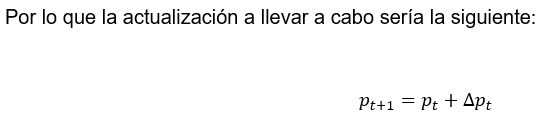 Por lo que la actualización a llevar a cabo sería la siguiente:
pₜ₊₁ = pₜ + Δpₜ